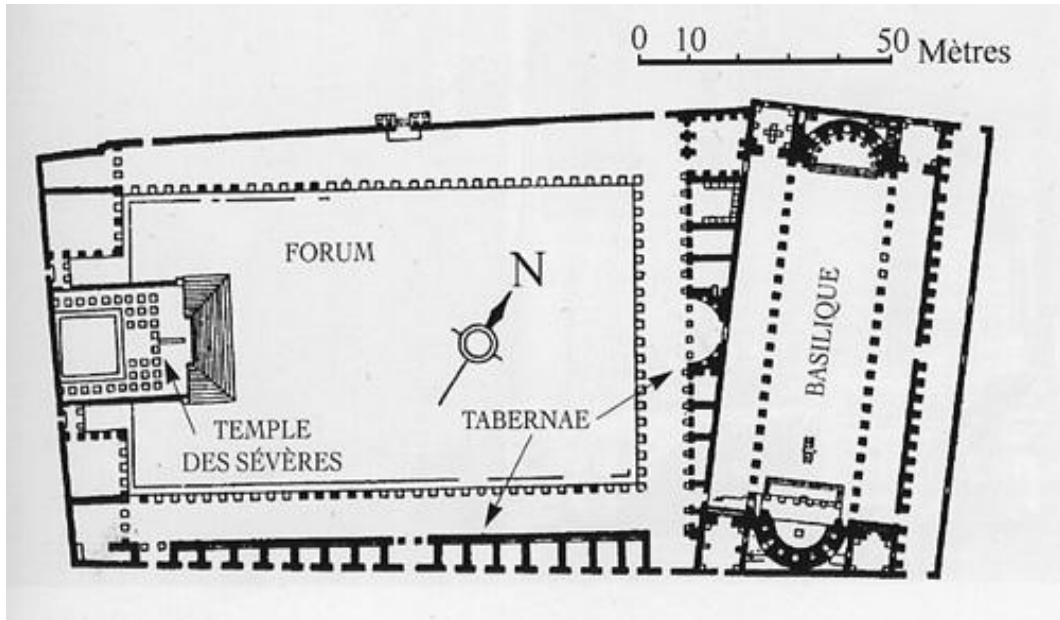 0 10 50 Mètres
FORUM
N
BASILIQUE
TABERNAE
TEMPLE
DES SÉVÈRES